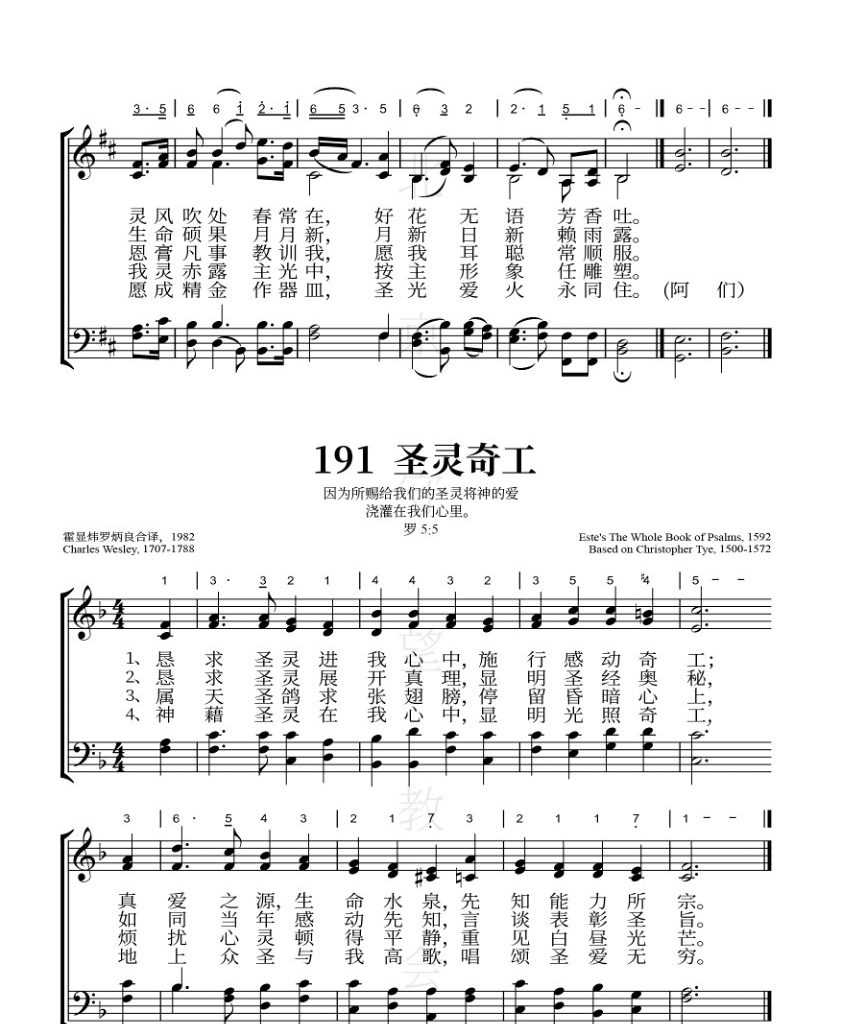 3· 5 | 6 6 1 2· 1 | 6 5 3· 5 | 6· 3 2 | 2· 1 5 1 | 6 - || 6 - - | 6 - - ||
灵风吹处 春常在, 好花 无 语 芳香吐。
生命硕果 月月新, 月新 日 新 赖雨露。
恩膏凡事 教训我, 愿我 耳 聪 常顺服。
我灵赤露 主光中, 按主 形 象 任雕塑。
愿成精金 作器皿, 圣光 爱 火 永同住。(阿 们)
191 圣灵奇工
因为所赐给我们的圣灵将神的爱
浇灌在我们心里。
罗 5:5
霍显炜罗炳良合译, 1982
Charles Wesley, 1707-1788
Este's The Whole Book of Psalms, 1592
Based on Christopher Tye, 1500-1572
1 | 3· 3 2 1 | 4 4 3 2 | 3 5 5 ♮4 | 5 - -
4
4
1、恳 求 圣灵进 我心中,施 行感动奇 工;
2、恳 求 圣灵展 开真理,显 明圣经奥 秘,
3、属 天 圣鸽求 张翅膀,停 留昏暗心 上,
4、神 藉 圣灵在 我心中,显 明光照奇 工,
4
4
3 | 6· 5 4 3 | 2 1 7 3 | 2 1 1 7 | 1 - - ||
真 爱 之源,生 命水泉,先 知能力所 宗。
如 同 当年感 动先知,言 谈表彰圣 旨。
烦 扰 心灵顿 得平静,重 见白昼光 芒。
地 上 众圣与 我高歌,唱 颂圣爱无 穷。
北
京
守
望
教
会